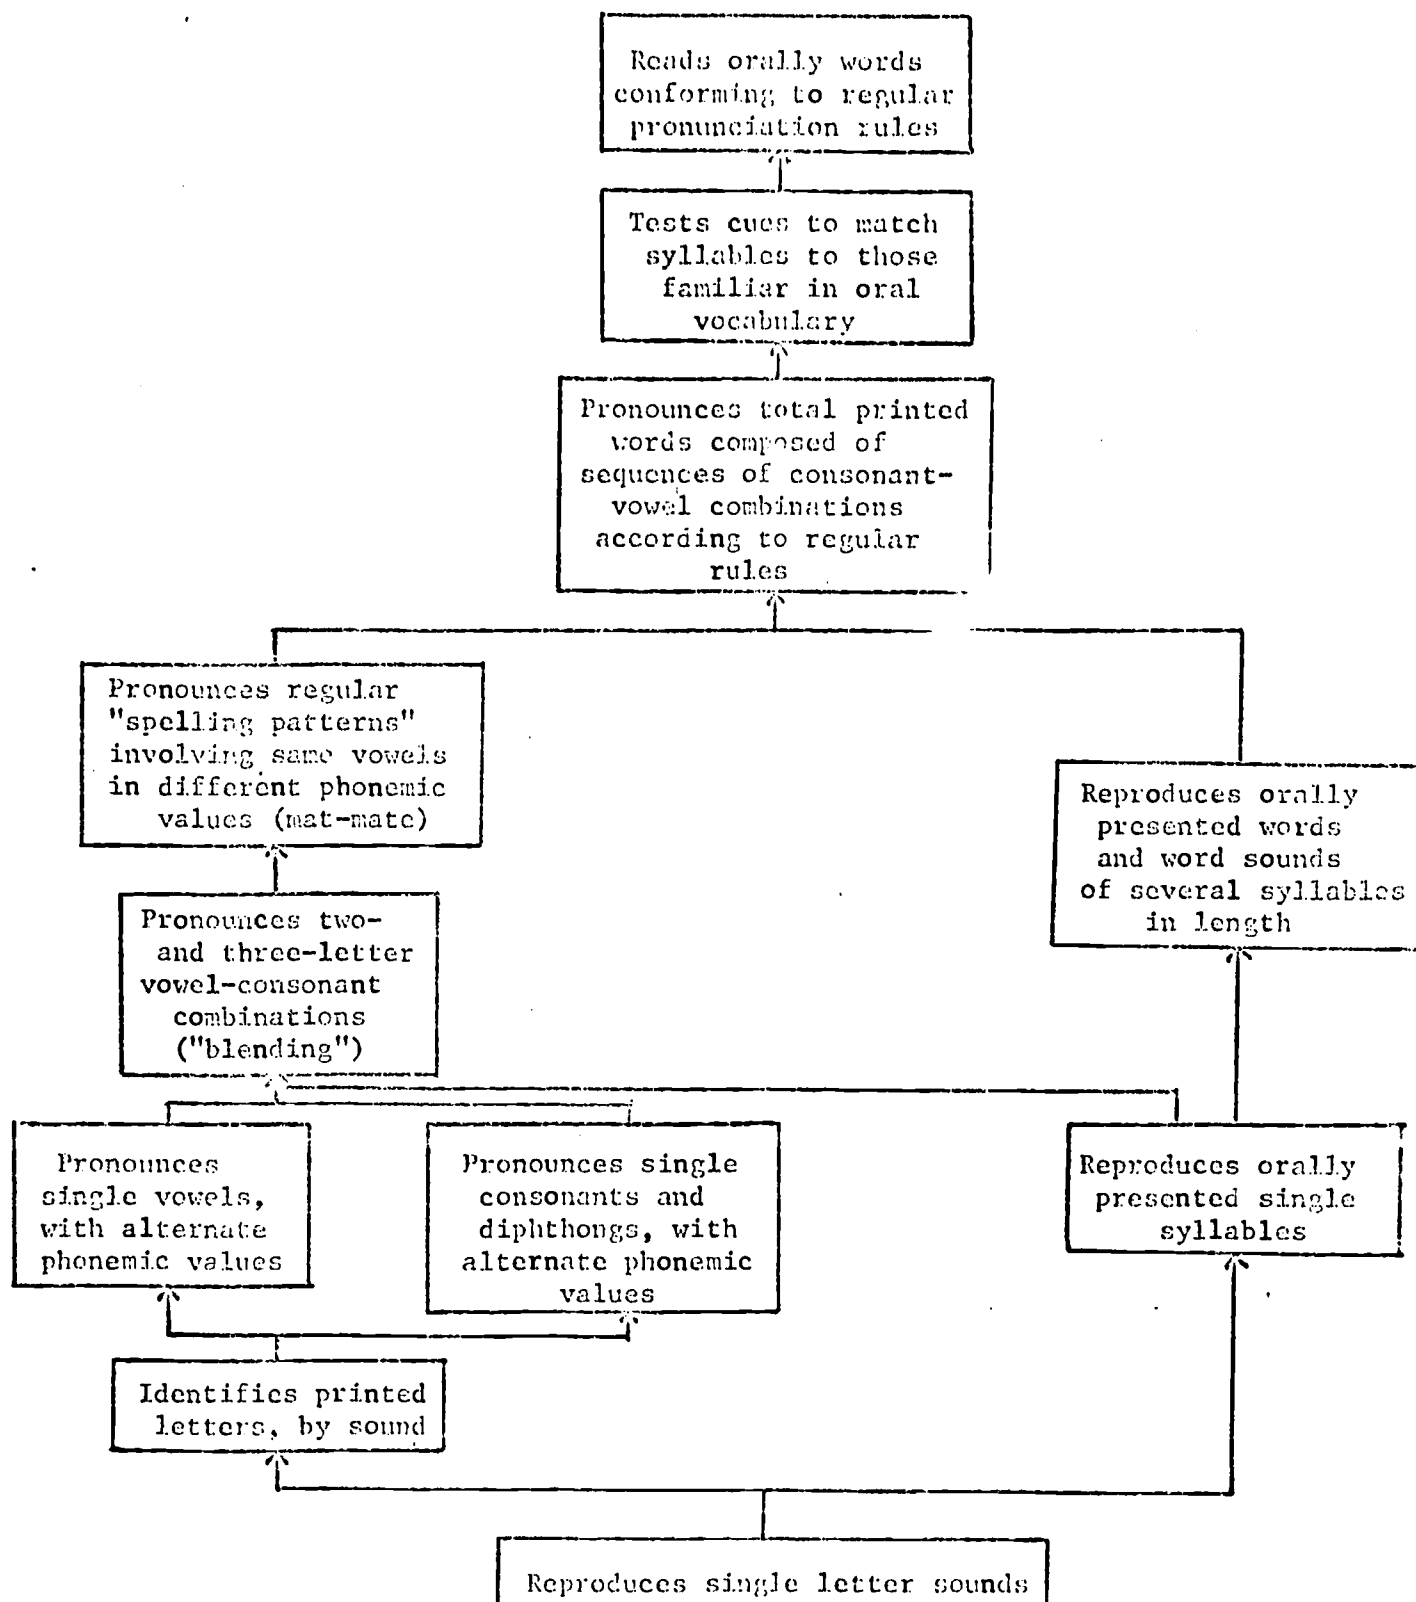 Reads orally words
conforming to regular
pronunciation rules
Tests cues to match
syllables to those
familiar in oral
vocabulary
Pronounces total printed
words composed of
sequences of consonant-
vowel combinations
according to regular
rules
Pronounces regular
"spelling patterns"
involving same vowels
in different phonemic
values (mat-mate)
Reproduces orally
presented words
and word sounds
of several syllables
in length
Pronounces two-
and three-letter
vowel-consonant
combinations
("blending")
Pronounces
single vowels,
with alternate
phonemic values
Pronounces single
consonants and
diphthongs, with
alternate phonemic
values
Reproduces orally
presented single
syllables
Identifies printed
letters, by sound
Reproduces single letter sounds